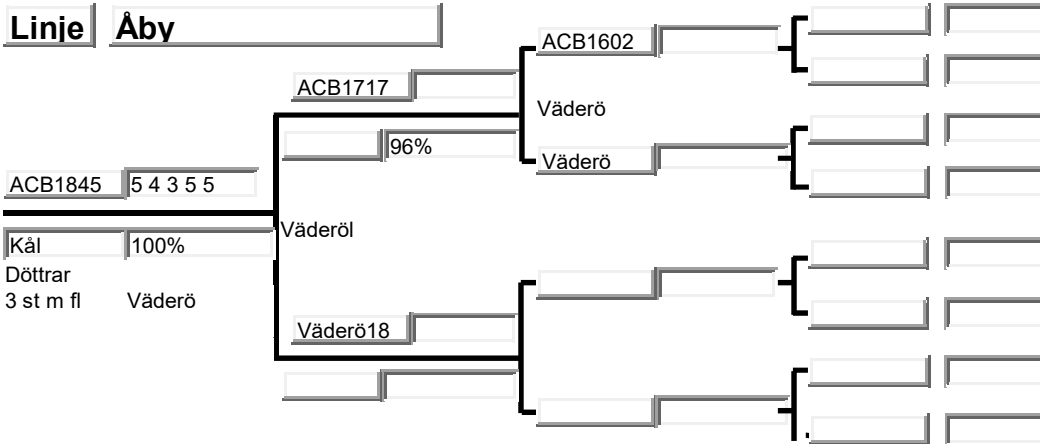 Linje Åby
ACB1602
ACB1717
Väderö
96%
Väderö
ACB1845 5 4 3 5 5
Väderöl
Kål 100%
Döttrar
3 st m fl Väderö
Väderö18